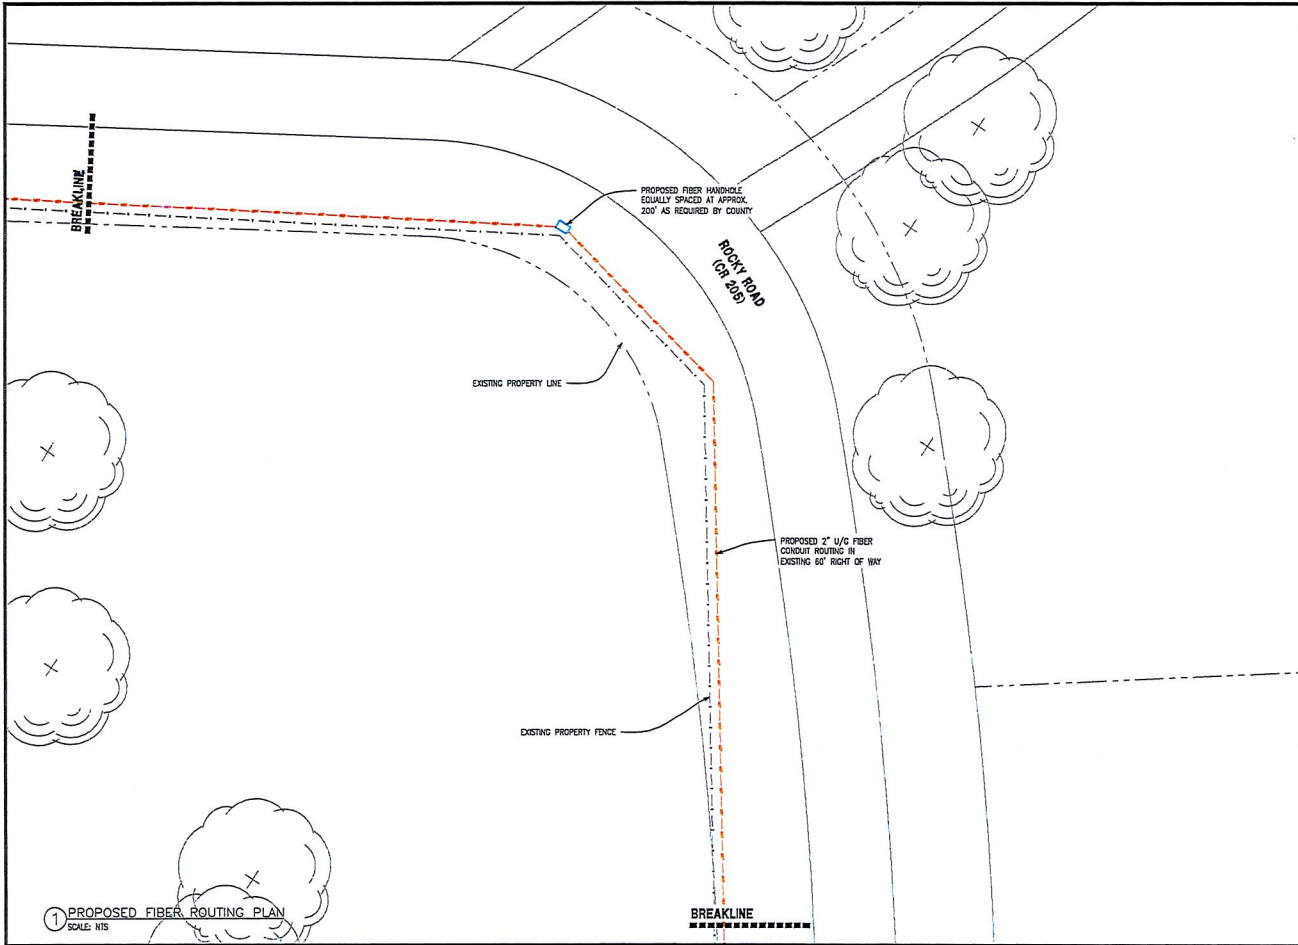 PROPOSED FIBER HANDHOLE
EQUALLY SPACED AT APPROX.
200' AS REQUIRED BY COUNTY
BREAKLINE
ROCKY ROAD
(CR 205)
EXISTING PROPERTY LINE
PROPOSED 2" U/G FIBER
CONDUIT ROUTING IN
EXISTING 60' RIGHT OF WAY
EXISTING PROPERTY FENCE
BREAKLINE
1 PROPOSED FIBER ROUTING PLAN
SCALE: NTS